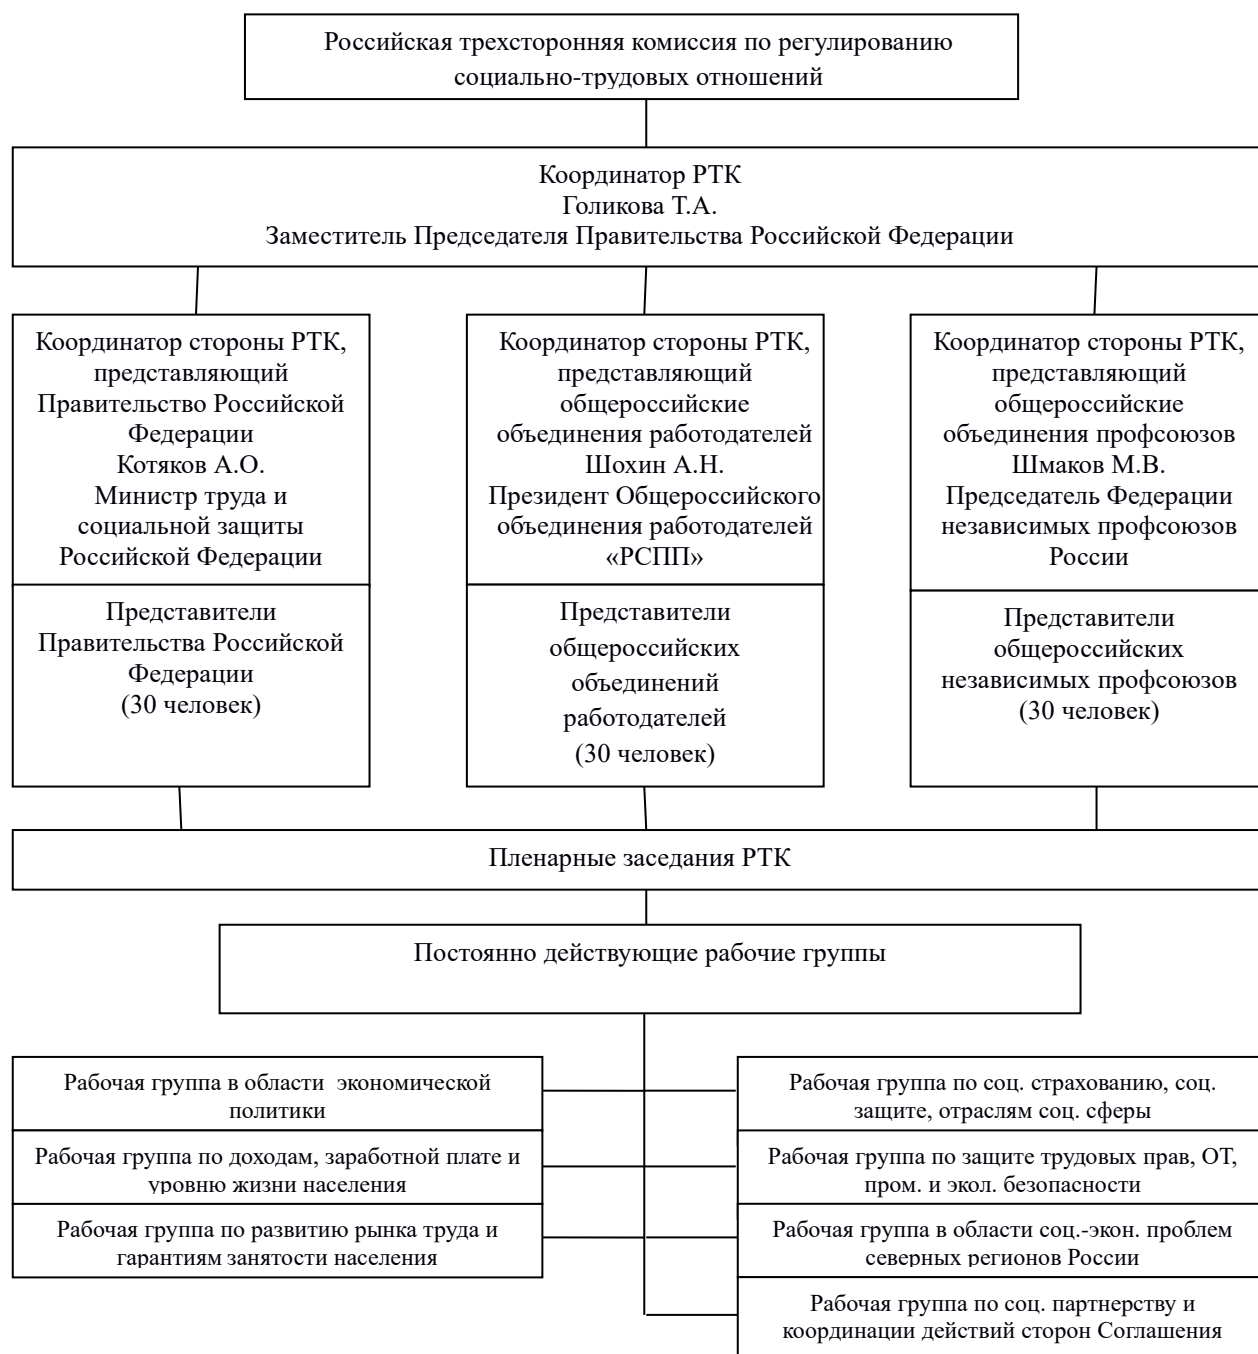 Российская трехсторонняя комиссия по регулированию
социально-трудовых отношений
Координатор РТК
Голикова Т.А.
Заместитель Председателя Правительства Российской Федерации
Координатор стороны РТК,
представляющий
Правительство Российской
Федерации
Котяков А.О.
Министр труда и
социальной защиты
Российской Федерации
Представители
Правительства Российской
Федерации
(30 человек)
Координатор стороны РТК,
представляющий
общероссийские
объединения работодателей
Шохин А.Н.
Президент Общероссийского
объединения работодателей
«РСПП»
Представители
общероссийских
объединений
работодателей
(30 человек)
Координатор стороны РТК,
представляющий
общероссийские
объединения профсоюзов
Шмаков М.В.
Председатель Федерации
независимых профсоюзов
России
Представители
общероссийских
независимых профсоюзов
(30 человек)
Пленарные заседания РТК
Постоянно действующие рабочие группы
Рабочая группа в области экономической
политики
Рабочая группа по доходам, заработной плате и
уровню жизни населения
Рабочая группа по развитию рынка труда и
гарантиям занятости населения
Рабочая группа по соц. страхованию, соц.
защите, отраслям соц. сферы
Рабочая группа по защите трудовых прав, ОТ,
пром. и экол. безопасности
Рабочая группа в области соц.-экон. проблем
северных регионов России
Рабочая группа по соц. партнерству и
координации действий сторон Соглашения